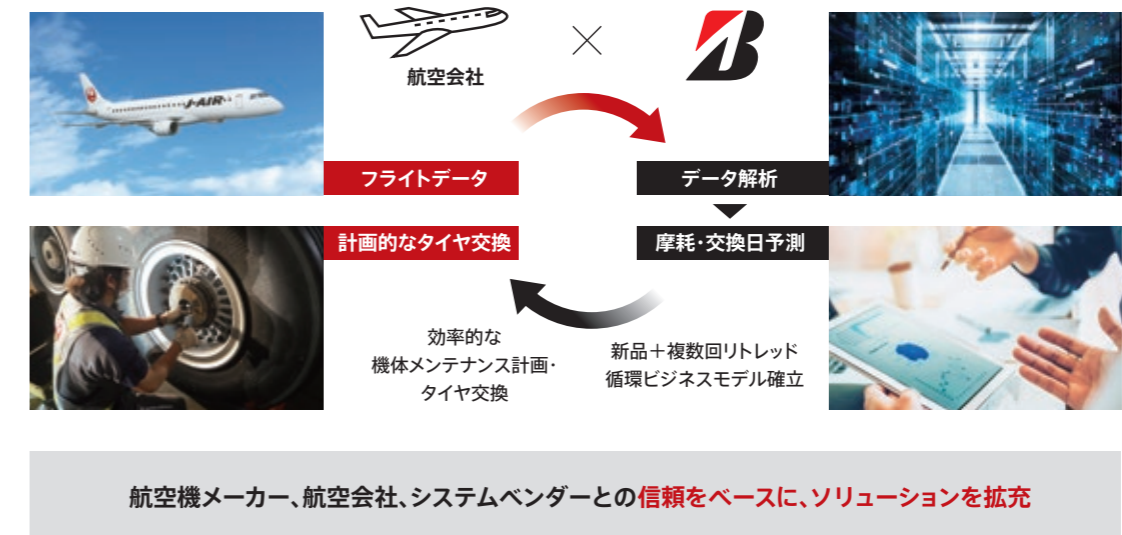 航空会社
×
B
J-AIR
フライトデータ
データ解析
計画的なタイヤ交換
摩耗・交換日予測
効率的な
機体メンテナンス計画・
タイヤ交換
新品＋複数回リトレッド
循環ビジネスモデル確立
航空機メーカー、航空会社、システムベンダーとの信頼をベースに、ソリューションを拡充